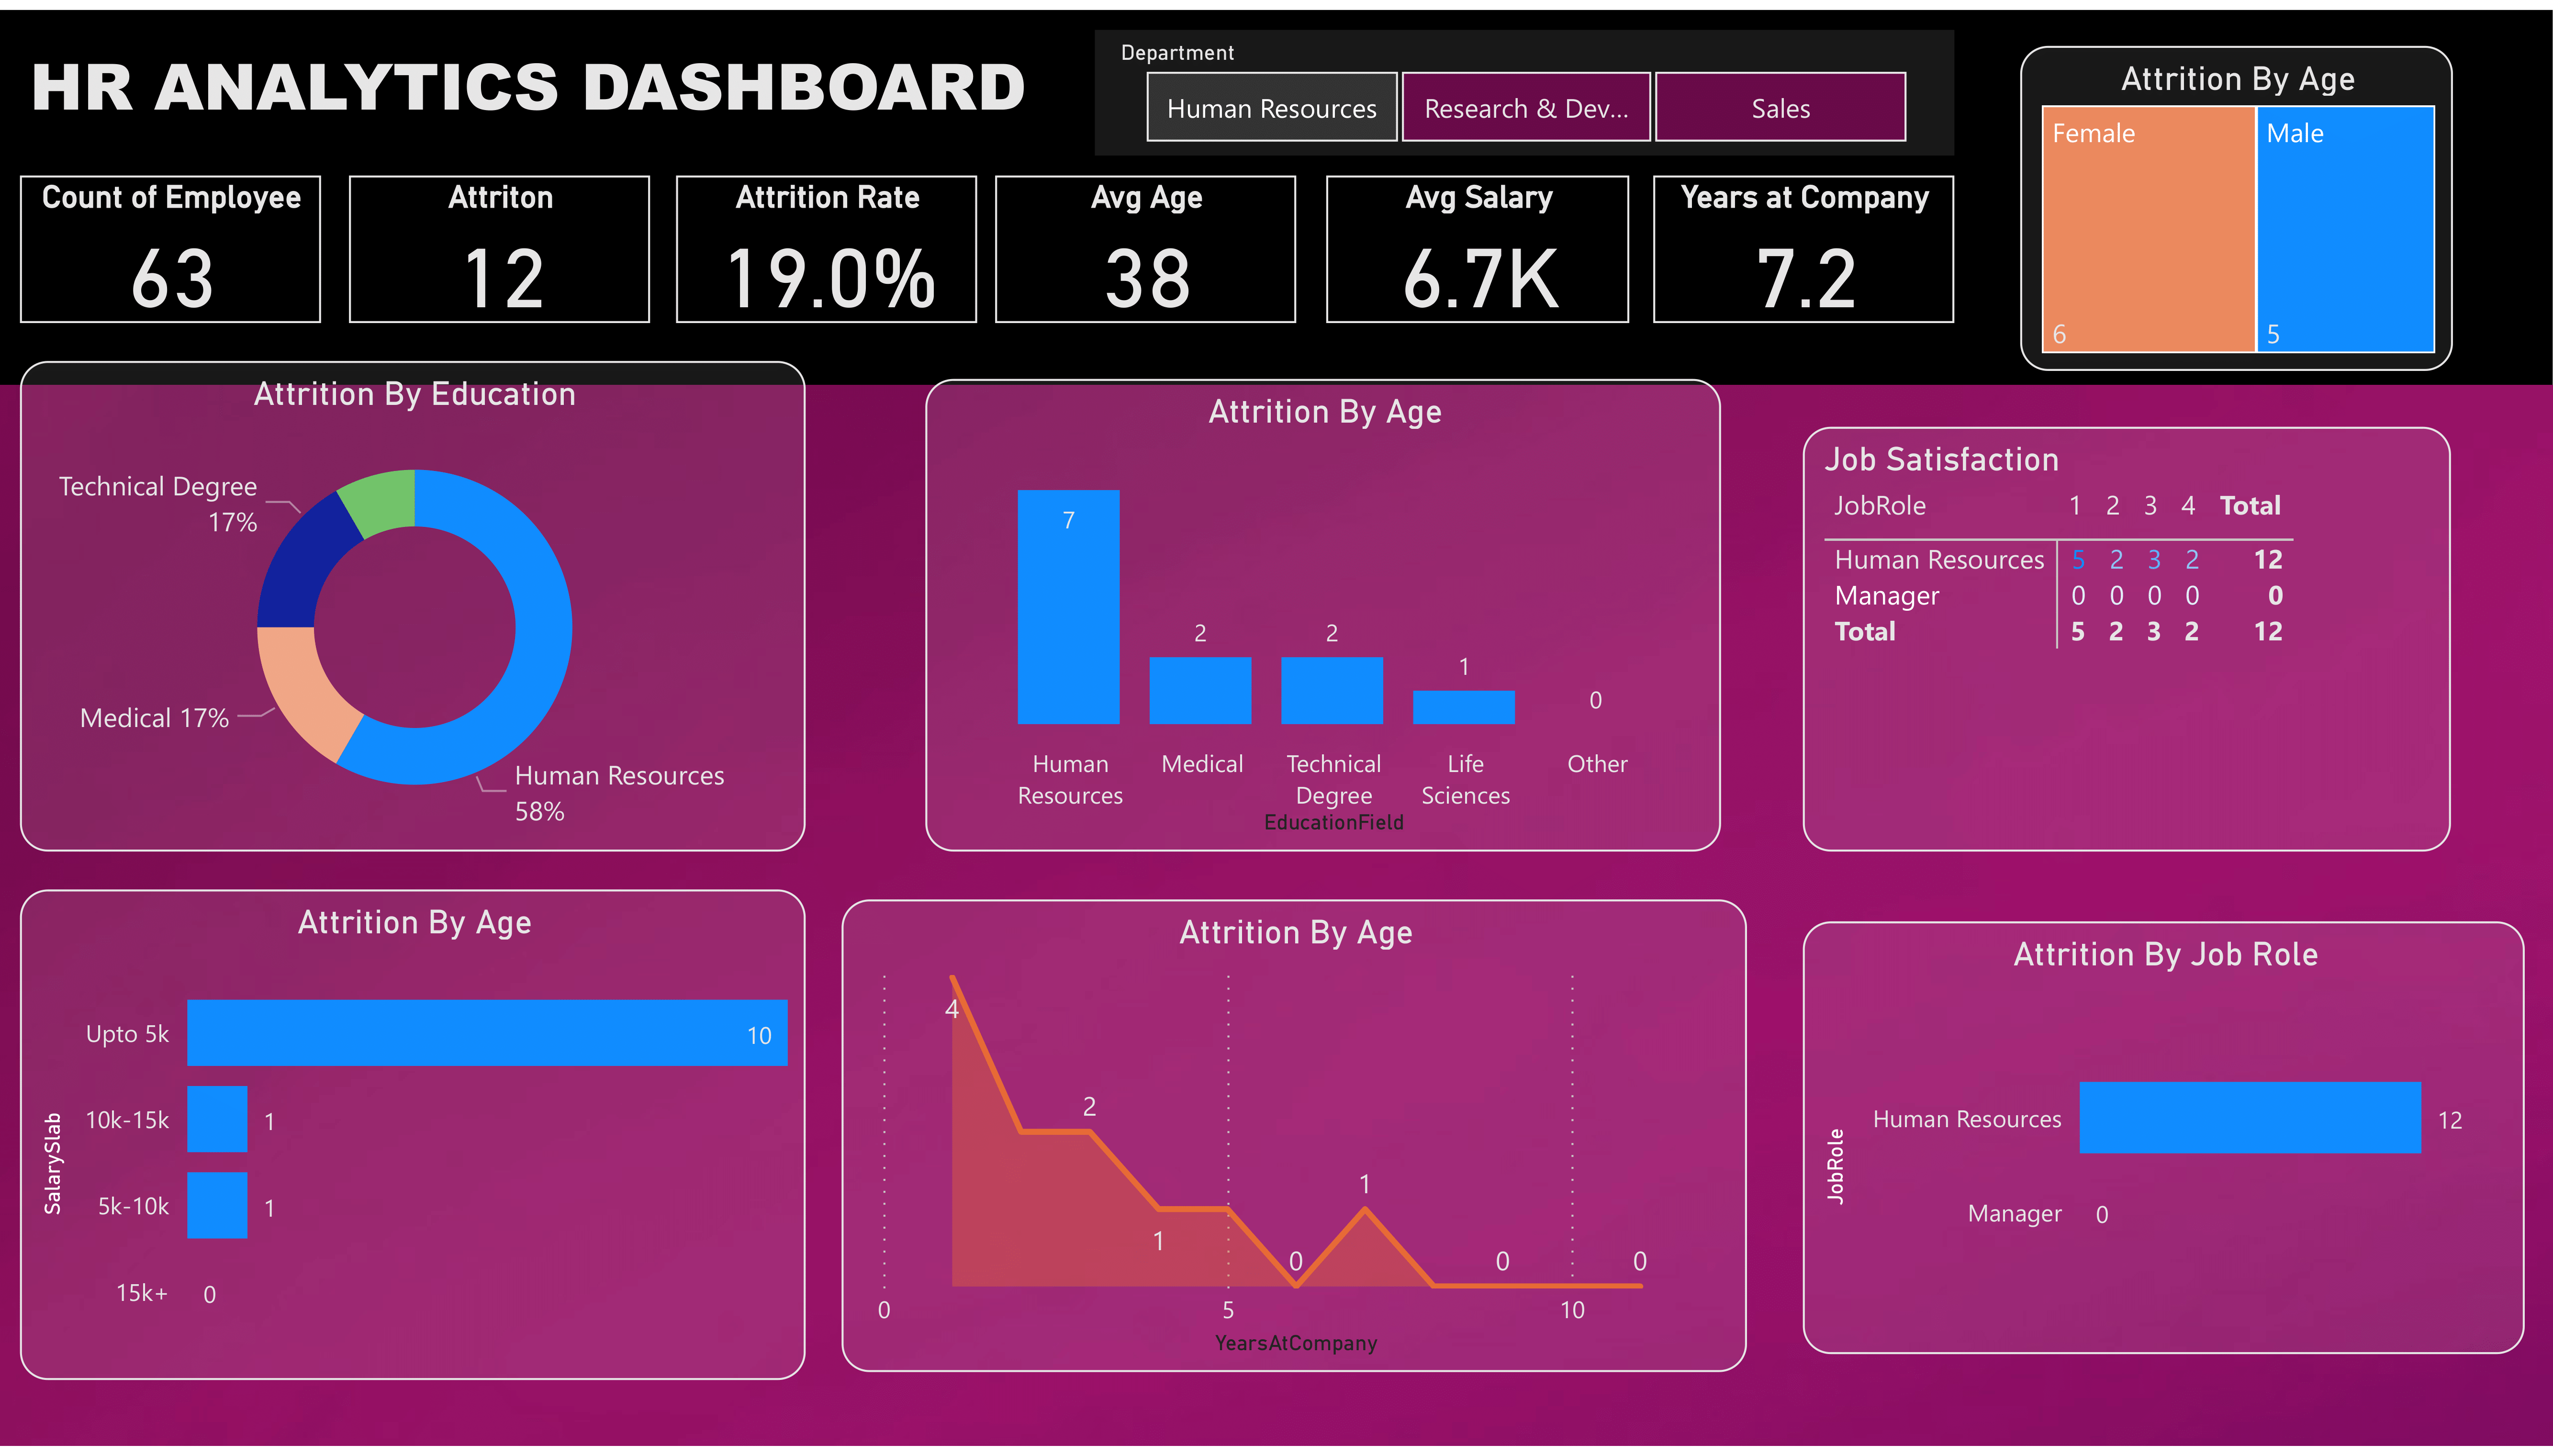 HR ANALYTICS DASHBOARD
Department
Human Resources
Research & Dev...
Sales
Count of Employee
63
Attriton
12
Attrition Rate
19.0%
Avg Age
38
Avg Salary
6.7K
Years at Company
7.2
Attrition By Age
Female
Male
6
5
Attrition By Education
Technical Degree
17%
Medical 17%
Human Resources
58%
Attrition By Age
7
2
2
1
0
Human
Resources
Medical
Technical
Degree
Life
Sciences
Other
EducationField
Job Satisfaction
JobRole 1 2 3 4 Total
Human Resources 5 2 3 2 12
Manager 0 0 0 0 0
Total 5 2 3 2 12
Attrition By Age
SalarySlab
Upto 5k 10
10k-15k 1
5k-10k 1
15k+ 0
Attrition By Age
4
2
1
0
1
0
0
0
5
10
YearsAtCompany
Attrition By Job Role
JobRole
Human Resources 12
Manager 0